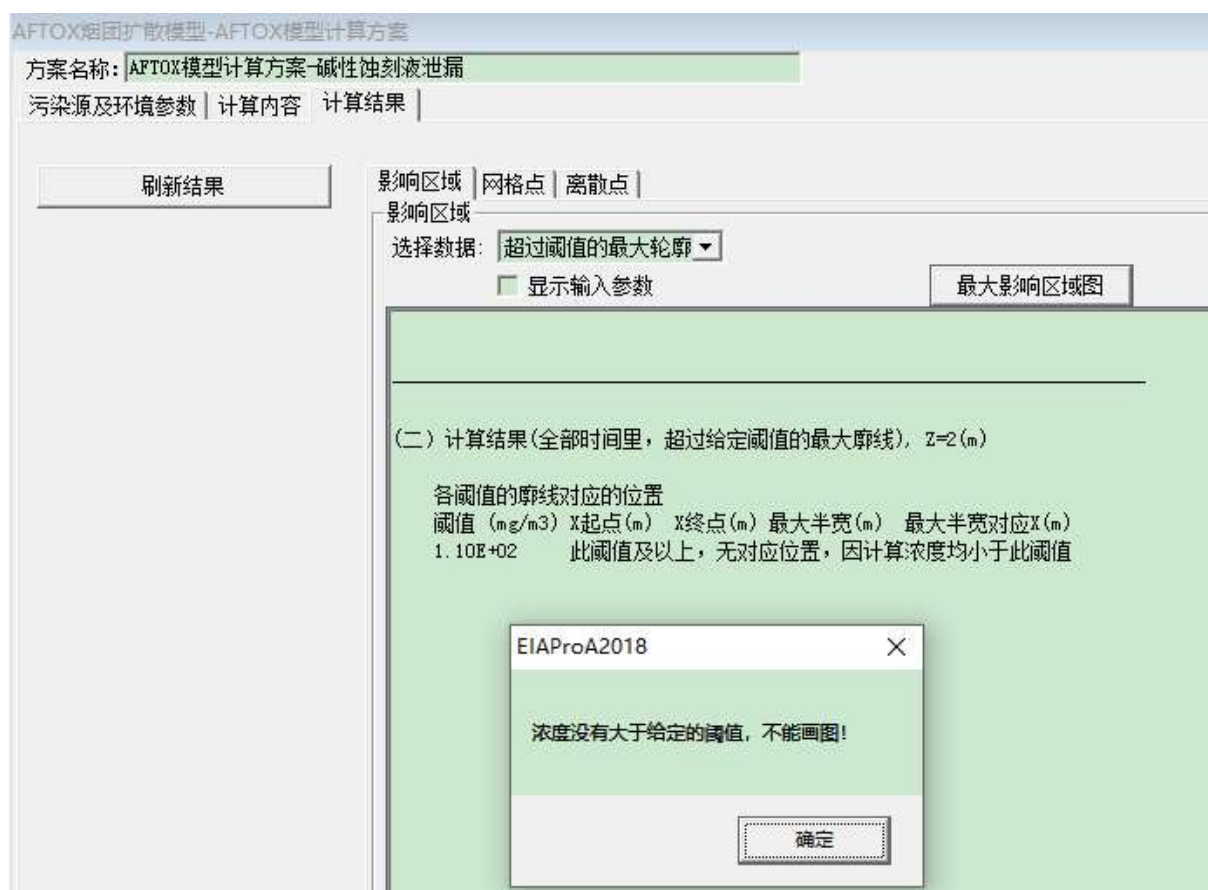 AFTOX烟团扩散模型-AFTOX模型计算方案
方案名称: AFTOX模型计算方案-碱性蚀刻液泄漏
污染源及环境参数 计算内容 计算结果
刷新结果
影响区域 网格点 离散点
影响区域
选择数据: 超过阈值的最大轮廓
显示输入参数
最大影响区域图
(二) 计算结果(全部时间里，超过给定阈值的最大廓线), Z=2(m)
各阈值的廓线对应的位置
阈值 (mg/m3) X起点(m) X终点(m) 最大半宽(m) 最大半宽对应X(m)
1.10E+02 此阈值及以上，无对应位置，因计算浓度均小于此阈值
EIAProA2018
浓度没有大于给定的阈值, 不能画图!
确定